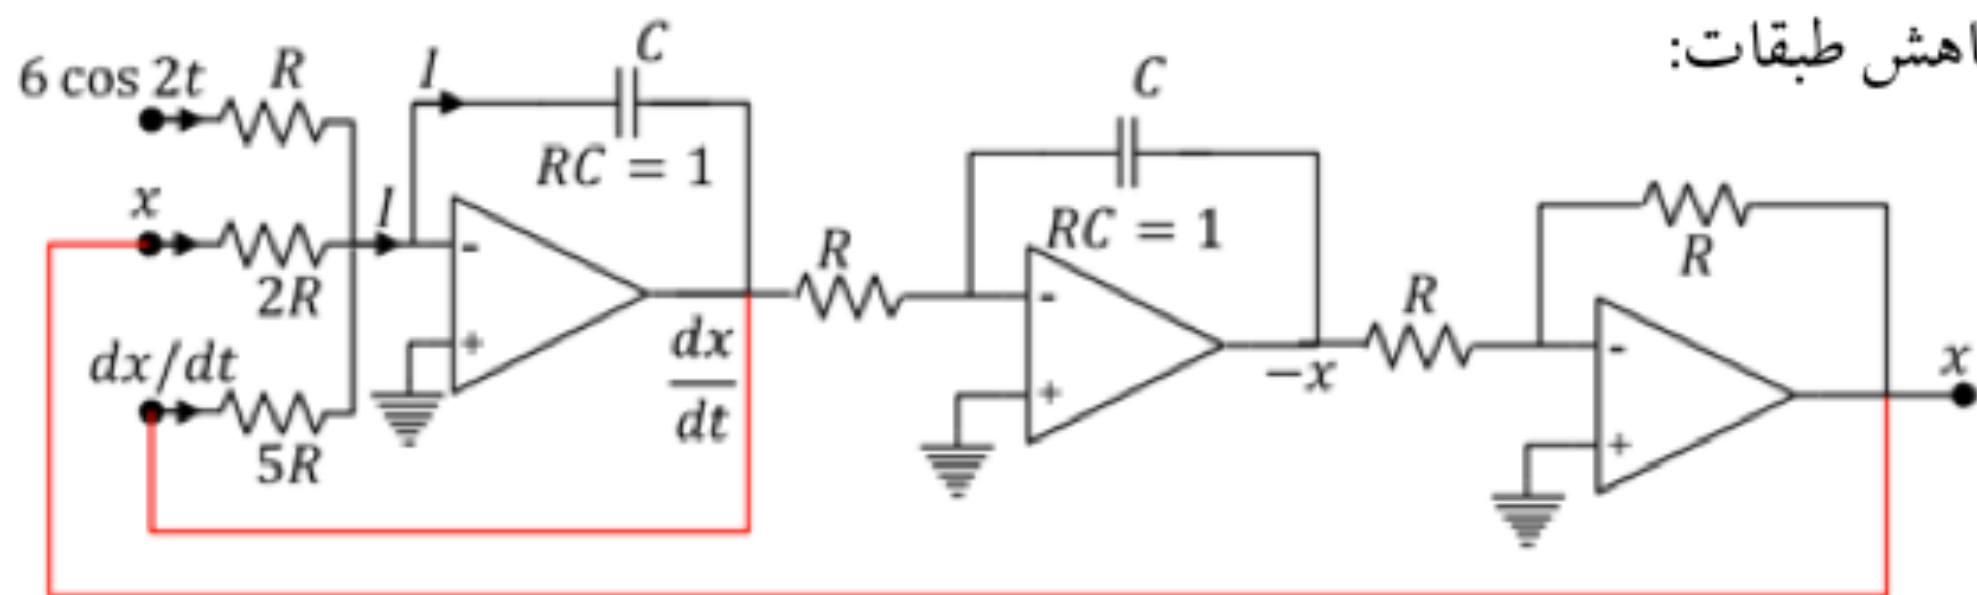 اهش طبقات:
6 cos 2t
R
I
C
RC = 1
x
I
2R
dx/dt
5R
-
+
dx
dt
R
C
RC = 1
-
+
−x
R
R
-
+
x